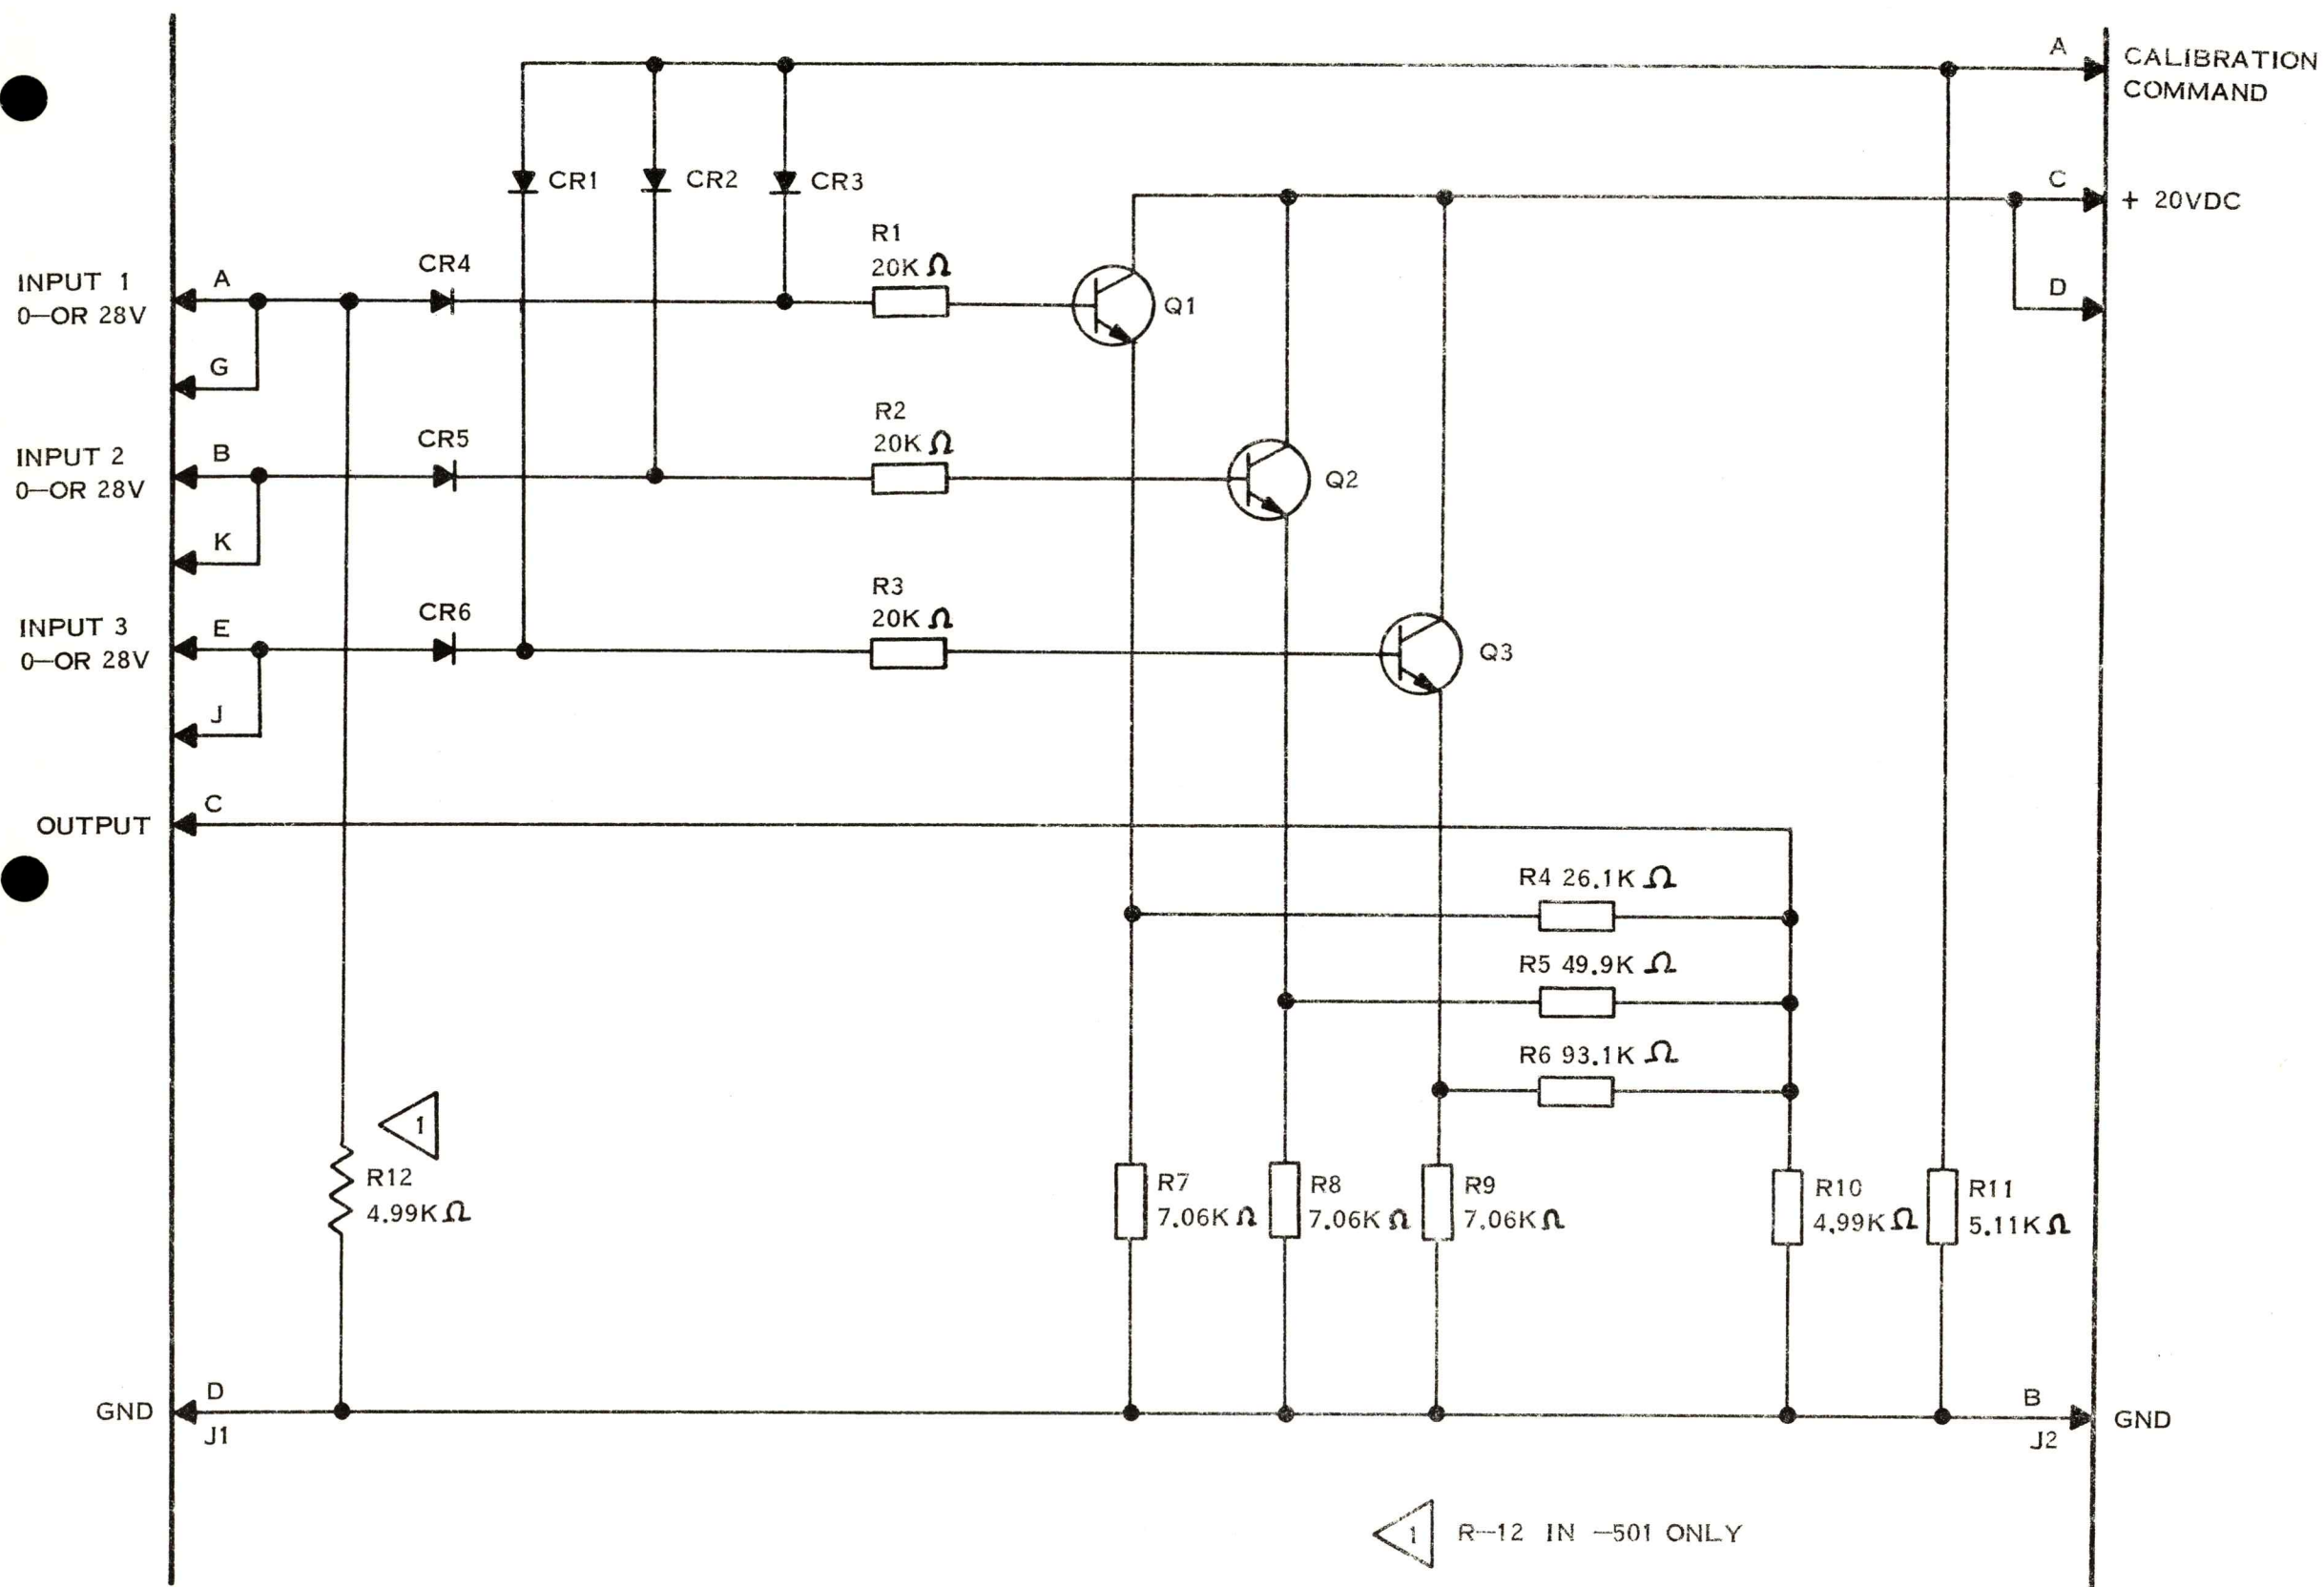 A
CALIBRATION
COMMAND
CR1
CR2
CR3
C
+ 20VDC
R1
20K Ω
CR4
INPUT 1
A
0—OR 28V
Q1
D
G
R2
20K Ω
CR5
INPUT 2
B
0—OR 28V
Q2
K
R3
20K Ω
CR6
INPUT 3
E
0—OR 28V
Q3
J
C
OUTPUT
R4 26.1K Ω
R5 49.9K Ω
R6 93.1K Ω
1
R12
4.99K Ω
R7
7.06K Ω
R8
7.06K Ω
R9
7.06K Ω
R10
4.99K Ω
R11
5.11K Ω
D
GND
J1
B
GND
J2
1 R—12 IN —501 ONLY